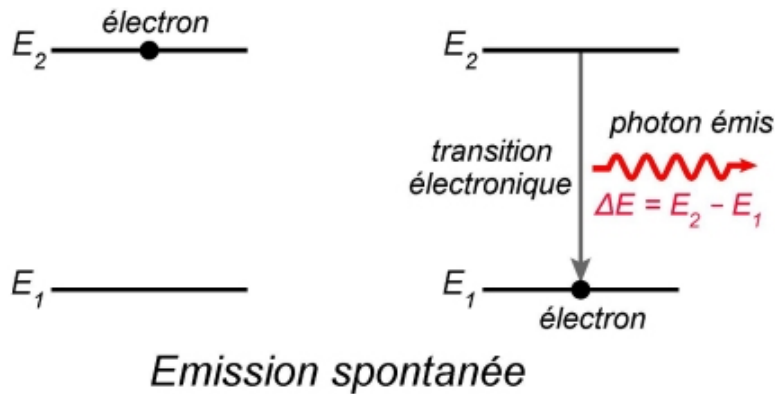 électron
E₂
E₁
E₂
transition
électronique
photon émis
ΔE = E₂ − E₁
E₁
électron
Emission spontanée